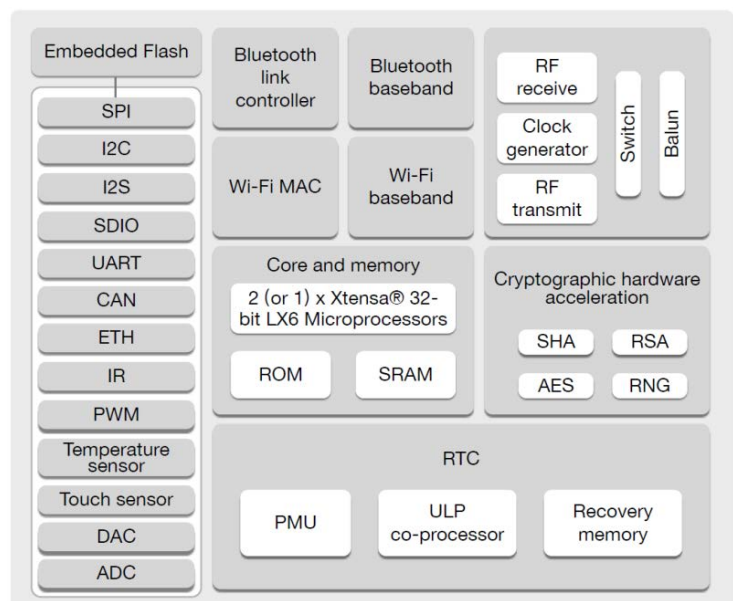 Embedded Flash
SPI
I2C
I2S
SDIO
UART
CAN
ETH
IR
PWM
Temperature
sensor
Touch sensor
DAC
ADC
Bluetooth
link
controller
Bluetooth
baseband
Wi-Fi MAC
Wi-Fi
baseband
RF
receive
Clock
generator
RF
transmit
Switch
Balun
Core and memory
2 (or 1) x Xtensa® 32-
bit LX6 Microprocessors
ROM
SRAM
Cryptographic hardware
acceleration
SHA
RSA
AES
RNG
RTC
PMU
ULP
co-processor
Recovery
memory